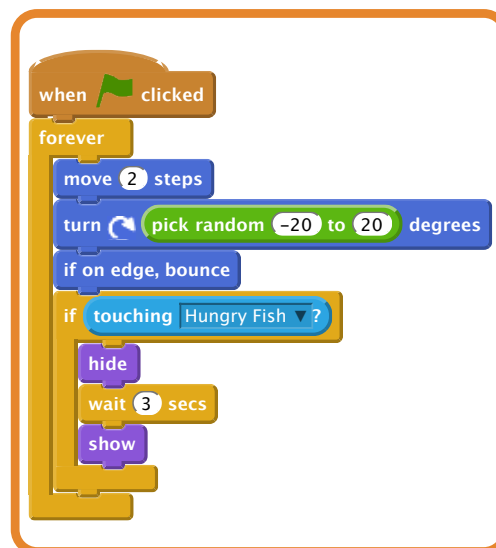 when clicked
forever
move 2 steps
turn pick random -20 to 20 degrees
if on edge, bounce
if touching Hungry Fish ?
hide
wait 3 secs
show